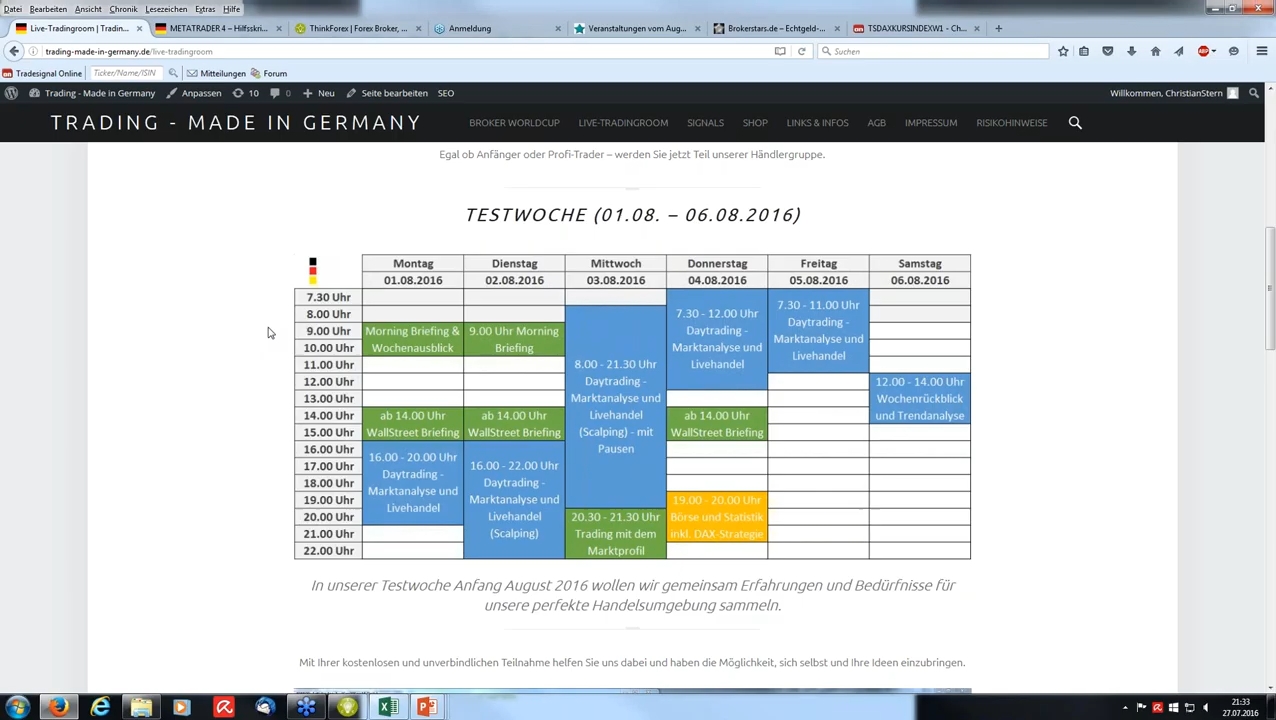 Datei Bearbeiten Ansicht Chronik Lesezeichen Extras Hilfe
Live-Tradingroom | Tradin... METATRADER 4 – Hilfsskri... ThinkForex | Forex Broker, ... Anmeldung Veranstaltungen vom Aug... Brokerstars.de – Echtgeld-... TSDAXKURSINDEXW1 - Ch...
trading-made-in-germany.de/live-tradingroom Suchen ABP
Tradesignal Online Ticker/Name/ISIN Mitteilungen Forum
Trading - Made in Germany Anpassen 10 0 Neu Seite bearbeiten SEO Willkommen, ChristianStern
TRADING - MADE IN GERMANY BROKER WORLDCUP LIVE-TRADINGROOM SIGNALS SHOP LINKS & INFOS AGB IMPRESSUM RISIKOHINWEISE
Egal ob Anfänger oder Profi-Trader – werden Sie jetzt Teil unserer Händlergruppe.
TESTWOCHE (01.08. – 06.08.2016)
Montag Dienstag Mittwoch Donnerstag Freitag Samstag
01.08.2016 02.08.2016 03.08.2016 04.08.2016 05.08.2016 06.08.2016
7.30 Uhr
8.00 Uhr
9.00 Uhr
10.00 Uhr
11.00 Uhr
12.00 Uhr
13.00 Uhr
14.00 Uhr
15.00 Uhr
16.00 Uhr
17.00 Uhr
18.00 Uhr
19.00 Uhr
20.00 Uhr
21.00 Uhr
22.00 Uhr
Morning Briefing &
Wochenausblick
ab 14.00 Uhr
WallStreet Briefing
16.00 - 20.00 Uhr
Daytrading -
Marktanalyse und
Livehandel
9.00 Uhr Morning
Briefing
ab 14.00 Uhr
WallStreet Briefing
16.00 - 22.00 Uhr
Daytrading -
Marktanalyse und
Livehandel
(Scalping)
8.00 - 21.30 Uhr
Daytrading -
Marktanalyse und
Livehandel
(Scalping) - mit
Pausen
20.30 - 21.30 Uhr
Trading mit dem
Marktprofil
7.30 - 12.00 Uhr
Daytrading -
Marktanalyse und
Livehandel
ab 14.00 Uhr
WallStreet Briefing
19.00 - 20.00 Uhr
Börse und Statistik
inkl. DAX-Strategie
7.30 - 11.00 Uhr
Daytrading -
Marktanalyse und
Livehandel
12.00 - 14.00 Uhr
Wochenrückblick
und Trendanalyse
In unserer Testwoche Anfang August 2016 wollen wir gemeinsam Erfahrungen und Bedürfnisse für
unsere perfekte Handelsumgebung sammeln.
Mit Ihrer kostenlosen und unverbindlichen Teilnahme helfen Sie uns dabei und haben die Möglichkeit, sich selbst und Ihre Ideen einzubringen.
21:33
27.07.2016